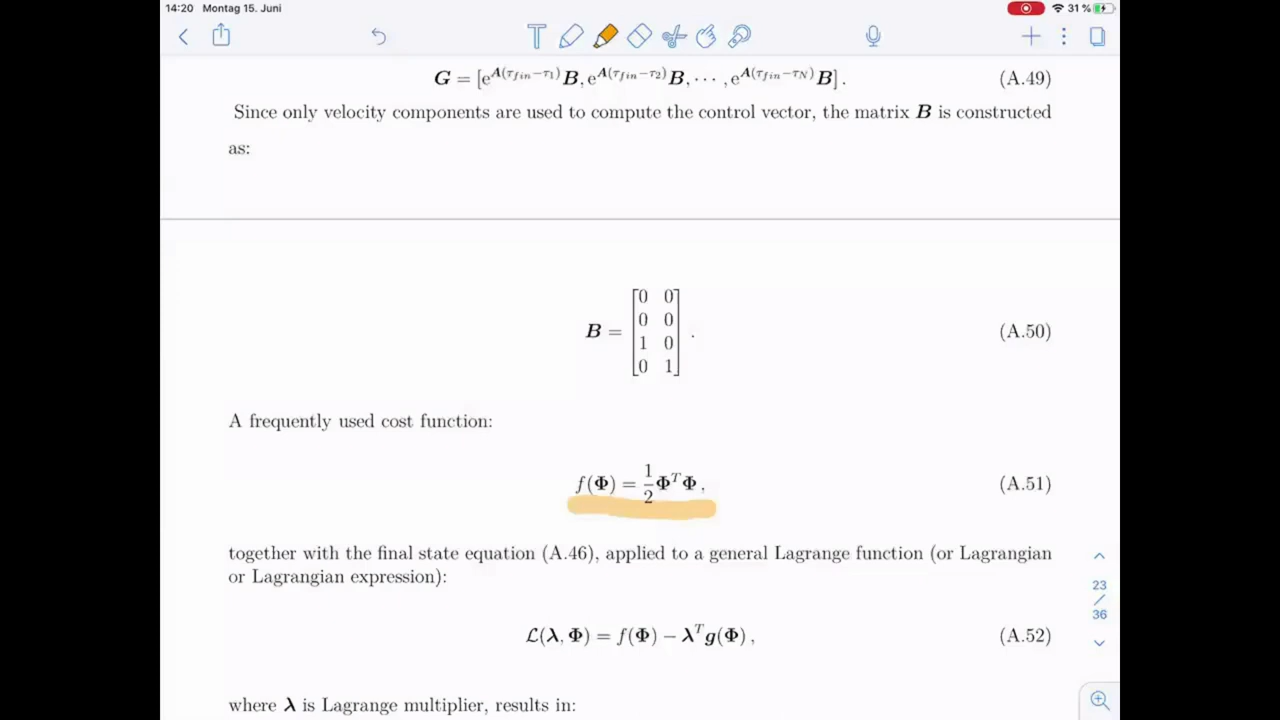 14:20 Montag 15. Juni 31 %
G = [e^{A(τ_{fin}−τ_1)}B, e^{A(τ_{fin}−τ_2)}B, ··· , e^{A(τ_{fin}−τ_N)}B] . (A.49)
Since only velocity components are used to compute the control vector, the matrix B is constructed
as:
B = [0 0
0 0
1 0
0 1] . (A.50)
A frequently used cost function:
f(Φ) = 1/2 Φ^T Φ , (A.51)
together with the final state equation (A.46), applied to a general Lagrange function (or Lagrangian
or Lagrangian expression):
23
/
36
ℒ(λ, Φ) = f(Φ) − λ^T g(Φ) , (A.52)
where λ is Lagrange multiplier, results in: